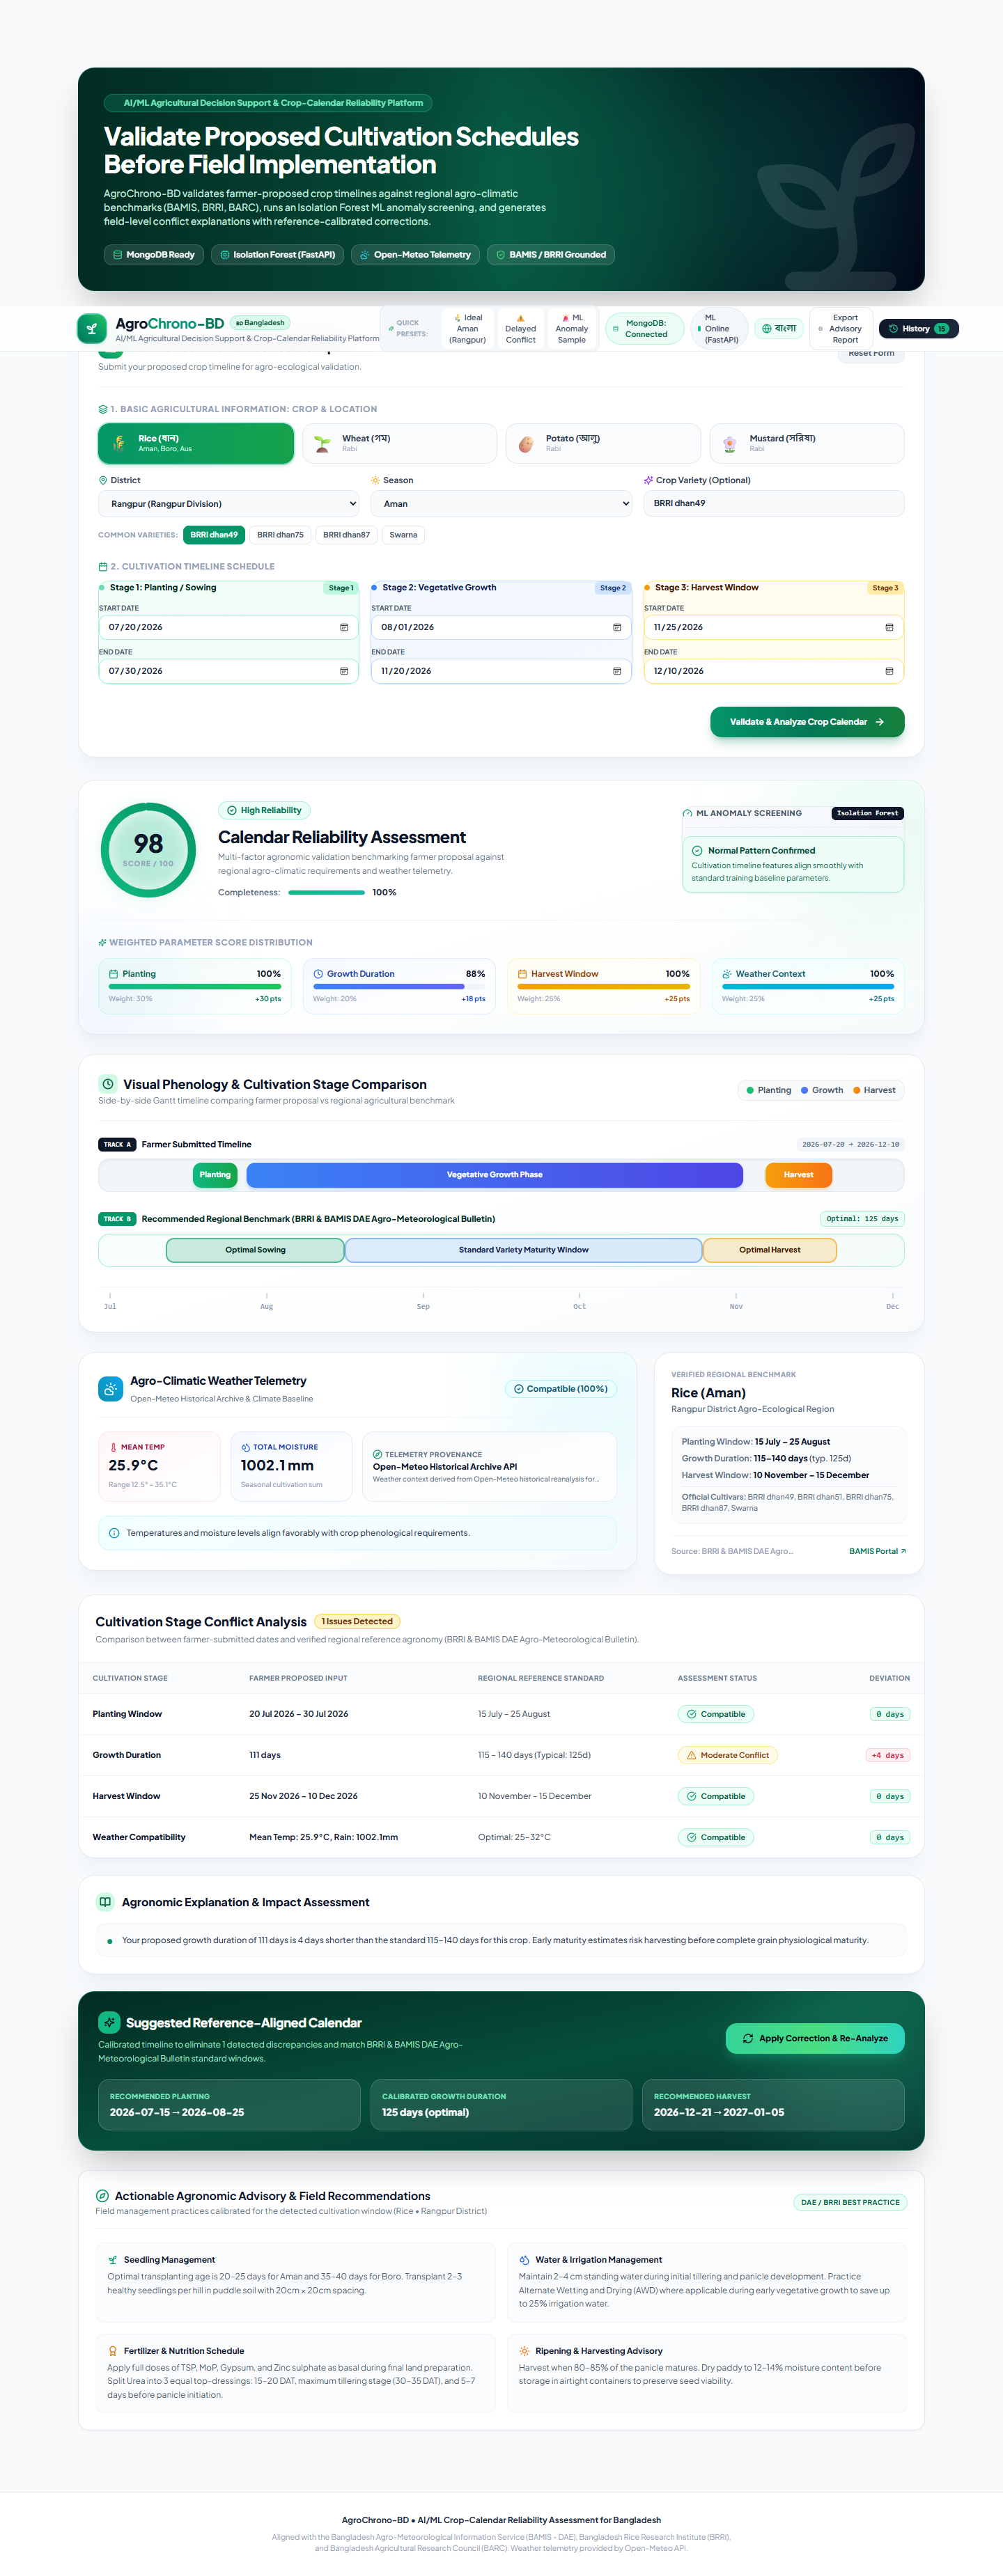 AI/ML Agricultural Decision Support & Crop-Calendar Reliability Platform
Validate Proposed Cultivation Schedules
Before Field Implementation
AgroChrono-BD validates farmer-proposed crop timelines against regional agro-climatic
benchmarks (BAMIS, BRRI, BARC), runs an Isolation Forest ML anomaly screening, and generates
field-level conflict explanations with reference-calibrated corrections.
MongoDB Ready
Isolation Forest (FastAPI)
Open-Meteo Telemetry
BAMIS / BRRI Grounded
AgroChrono-BD
BD Bangladesh
AI/ML Agricultural Decision Support & Crop-Calendar Reliability Platform
QUICK
PRESETS:
Ideal
Aman
(Rangpur)
Delayed
Conflict
ML
Anomaly
Sample
MongoDB:
Connected
ML
Online
(FastAPI)
বাংলা
Export
Advisory
Report
History 15
Submit your proposed crop timeline for agro-ecological validation.
Reset Form
1. BASIC AGRICULTURAL INFORMATION: CROP & LOCATION
Rice (ধান)
Aman, Boro, Aus
Wheat (গম)
Rabi
Potato (আলু)
Rabi
Mustard (সরিষা)
Rabi
District
Season
Crop Variety (Optional)
Rangpur (Rangpur Division)
Aman
BRRI dhan49
COMMON VARIETIES: BRRI dhan49 BRRI dhan75 BRRI dhan87 Swarna
2. CULTIVATION TIMELINE SCHEDULE
Stage 1: Planting / Sowing Stage 1
START DATE
07/20/2026
END DATE
07/30/2026
Stage 2: Vegetative Growth Stage 2
START DATE
08/01/2026
END DATE
11/20/2026
Stage 3: Harvest Window Stage 3
START DATE
11/25/2026
END DATE
12/10/2026
Validate & Analyze Crop Calendar
98
SCORE / 100
High Reliability
Calendar Reliability Assessment
Multi-factor agronomic validation benchmarking farmer proposal against
regional agro-climatic requirements and weather telemetry.
Completeness: 100%
ML ANOMALY SCREENING Isolation Forest
Normal Pattern Confirmed
Cultivation timeline features align smoothly with
standard training baseline parameters.
WEIGHTED PARAMETER SCORE DISTRIBUTION
Planting 100%
Weight: 30% +30 pts
Growth Duration 88%
Weight: 20% +18 pts
Harvest Window 100%
Weight: 25% +25 pts
Weather Context 100%
Weight: 25% +25 pts
Visual Phenology & Cultivation Stage Comparison
Side-by-side Gantt timeline comparing farmer proposal vs regional agricultural benchmark
Planting Growth Harvest
TRACK A Farmer Submitted Timeline 2026-07-20 → 2026-12-10
Planting Vegetative Growth Phase Harvest
TRACK B Recommended Regional Benchmark (BRRI & BAMIS DAE Agro-Meteorological Bulletin) Optimal: 125 days
Optimal Sowing Standard Variety Maturity Window Optimal Harvest
Jul Aug Sep Oct Nov Dec
Agro-Climatic Weather Telemetry
Open-Meteo Historical Archive & Climate Baseline
Compatible (100%)
MEAN TEMP
25.9°C
Range 12.5° - 35.1°C
TOTAL MOISTURE
1002.1 mm
Seasonal cultivation sum
TELEMETRY PROVENANCE
Open-Meteo Historical Archive API
Weather context derived from Open-Meteo historical reanalysis for...
Temperatures and moisture levels align favorably with crop phenological requirements.
VERIFIED REGIONAL BENCHMARK
Rice (Aman)
Rangpur District Agro-Ecological Region
Planting Window: 15 July – 25 August
Growth Duration: 115–140 days (typ. 125d)
Harvest Window: 10 November – 15 December
Official Cultivars: BRRI dhan49, BRRI dhan51, BRRI dhan75,
BRRI dhan87, Swarna
Source: BRRI & BAMIS DAE Agro... BAMIS Portal
Cultivation Stage Conflict Analysis 1 Issues Detected
Comparison between farmer-submitted dates and verified regional reference agronomy (BRRI & BAMIS DAE Agro-Meteorological Bulletin).
CULTIVATION STAGE FARMER PROPOSED INPUT REGIONAL REFERENCE STANDARD ASSESSMENT STATUS DEVIATION
Planting Window 20 Jul 2026 – 30 Jul 2026 15 July – 25 August Compatible 0 days
Growth Duration 111 days 115 – 140 days (Typical: 125d) Moderate Conflict +4 days
Harvest Window 25 Nov 2026 – 10 Dec 2026 10 November – 15 December Compatible 0 days
Weather Compatibility Mean Temp: 25.9°C, Rain: 1002.1mm Optimal: 25–32°C Compatible 0 days
Agronomic Explanation & Impact Assessment
Your proposed growth duration of 111 days is 4 days shorter than the standard 115–140 days for this crop. Early maturity estimates risk harvesting before complete grain physiological maturity.
Suggested Reference-Aligned Calendar
Calibrated timeline to eliminate 1 detected discrepancies and match BRRI & BAMIS DAE Agro-
Meteorological Bulletin standard windows.
Apply Correction & Re-Analyze
RECOMMENDED PLANTING
2026-07-15 → 2026-08-25
CALIBRATED GROWTH DURATION
125 days (optimal)
RECOMMENDED HARVEST
2026-12-21 → 2027-01-05
Actionable Agronomic Advisory & Field Recommendations
Field management practices calibrated for the detected cultivation window (Rice • Rangpur District)
DAE / BRRI BEST PRACTICE
Seedling Management
Optimal transplanting age is 20–25 days for Aman and 35–40 days for Boro. Transplant 2–3
healthy seedlings per hill in puddle soil with 20cm × 20cm spacing.
Water & Irrigation Management
Maintain 2–4 cm standing water during initial tillering and panicle development. Practice
Alternate Wetting and Drying (AWD) where applicable during early vegetative growth to save up
to 25% irrigation water.
Fertilizer & Nutrition Schedule
Apply full doses of TSP, MoP, Gypsum, and Zinc sulphate as basal during final land preparation.
Split Urea into 3 equal top-dressings: 15–20 DAT, maximum tillering stage (30–35 DAT), and 5–7
days before panicle initiation.
Ripening & Harvesting Advisory
Harvest when 80–85% of the panicle matures. Dry paddy to 12–14% moisture content before
storage in airtight containers to preserve seed viability.
AgroChrono-BD • AI/ML Crop-Calendar Reliability Assessment for Bangladesh
Aligned with the Bangladesh Agro-Meteorological Information Service (BAMIS - DAE), Bangladesh Rice Research Institute (BRRI),
and Bangladesh Agricultural Research Council (BARC). Weather telemetry provided by Open-Meteo API.